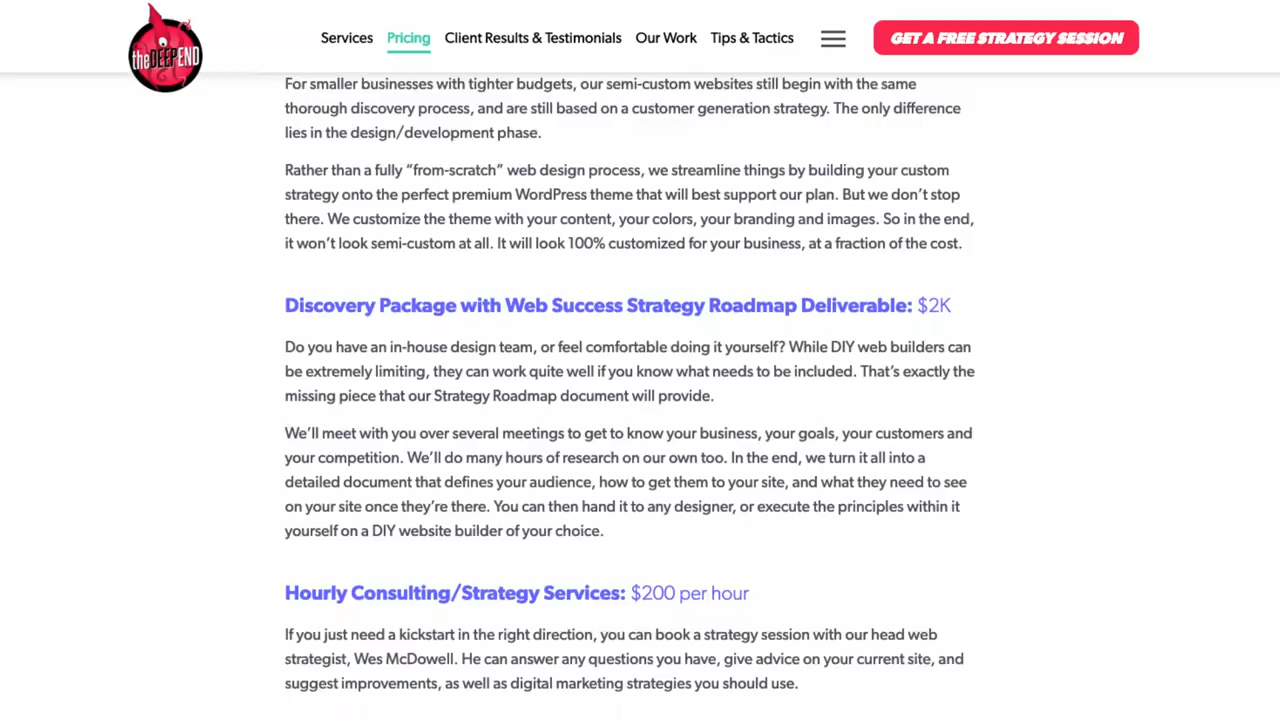 theDEEPEND
Services Pricing Client Results & Testimonials Our Work Tips & Tactics GET A FREE STRATEGY SESSION
For smaller businesses with tighter budgets, our semi-custom websites still begin with the same
thorough discovery process, and are still based on a customer generation strategy. The only difference
lies in the design/development phase.
Rather than a fully “from-scratch” web design process, we streamline things by building your custom
strategy onto the perfect premium WordPress theme that will best support our plan. But we don’t stop
there. We customize the theme with your content, your colors, your branding and images. So in the end,
it won’t look semi-custom at all. It will look 100% customized for your business, at a fraction of the cost.
Discovery Package with Web Success Strategy Roadmap Deliverable: $2K
Do you have an in-house design team, or feel comfortable doing it yourself? While DIY web builders can
be extremely limiting, they can work quite well if you know what needs to be included. That’s exactly the
missing piece that our Strategy Roadmap document will provide.
We’ll meet with you over several meetings to get to know your business, your goals, your customers and
your competition. We’ll do many hours of research on our own too. In the end, we turn it all into a
detailed document that defines your audience, how to get them to your site, and what they need to see
on your site once they’re there. You can then hand it to any designer, or execute the principles within it
yourself on a DIY website builder of your choice.
Hourly Consulting/Strategy Services: $200 per hour
If you just need a kickstart in the right direction, you can book a strategy session with our head web
strategist, Wes McDowell. He can answer any questions you have, give advice on your current site, and
suggest improvements, as well as digital marketing strategies you should use.